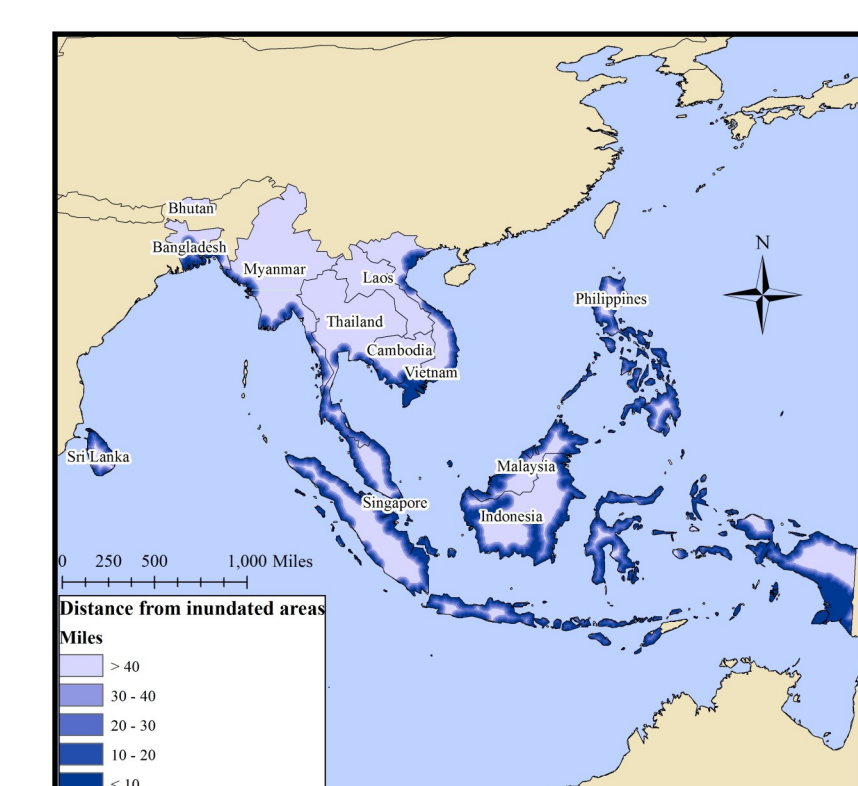 Bhutan
N
Bangladesh
Myanmar
Laos
Philippines
Thailand
Cambodia
Vietnam
Sri Lanka
Malaysia
Singapore
Indonesia
0 250 500 1,000 Miles
Distance from inundated areas
Miles
> 40
30 - 40
20 - 30
10 - 20
< 10